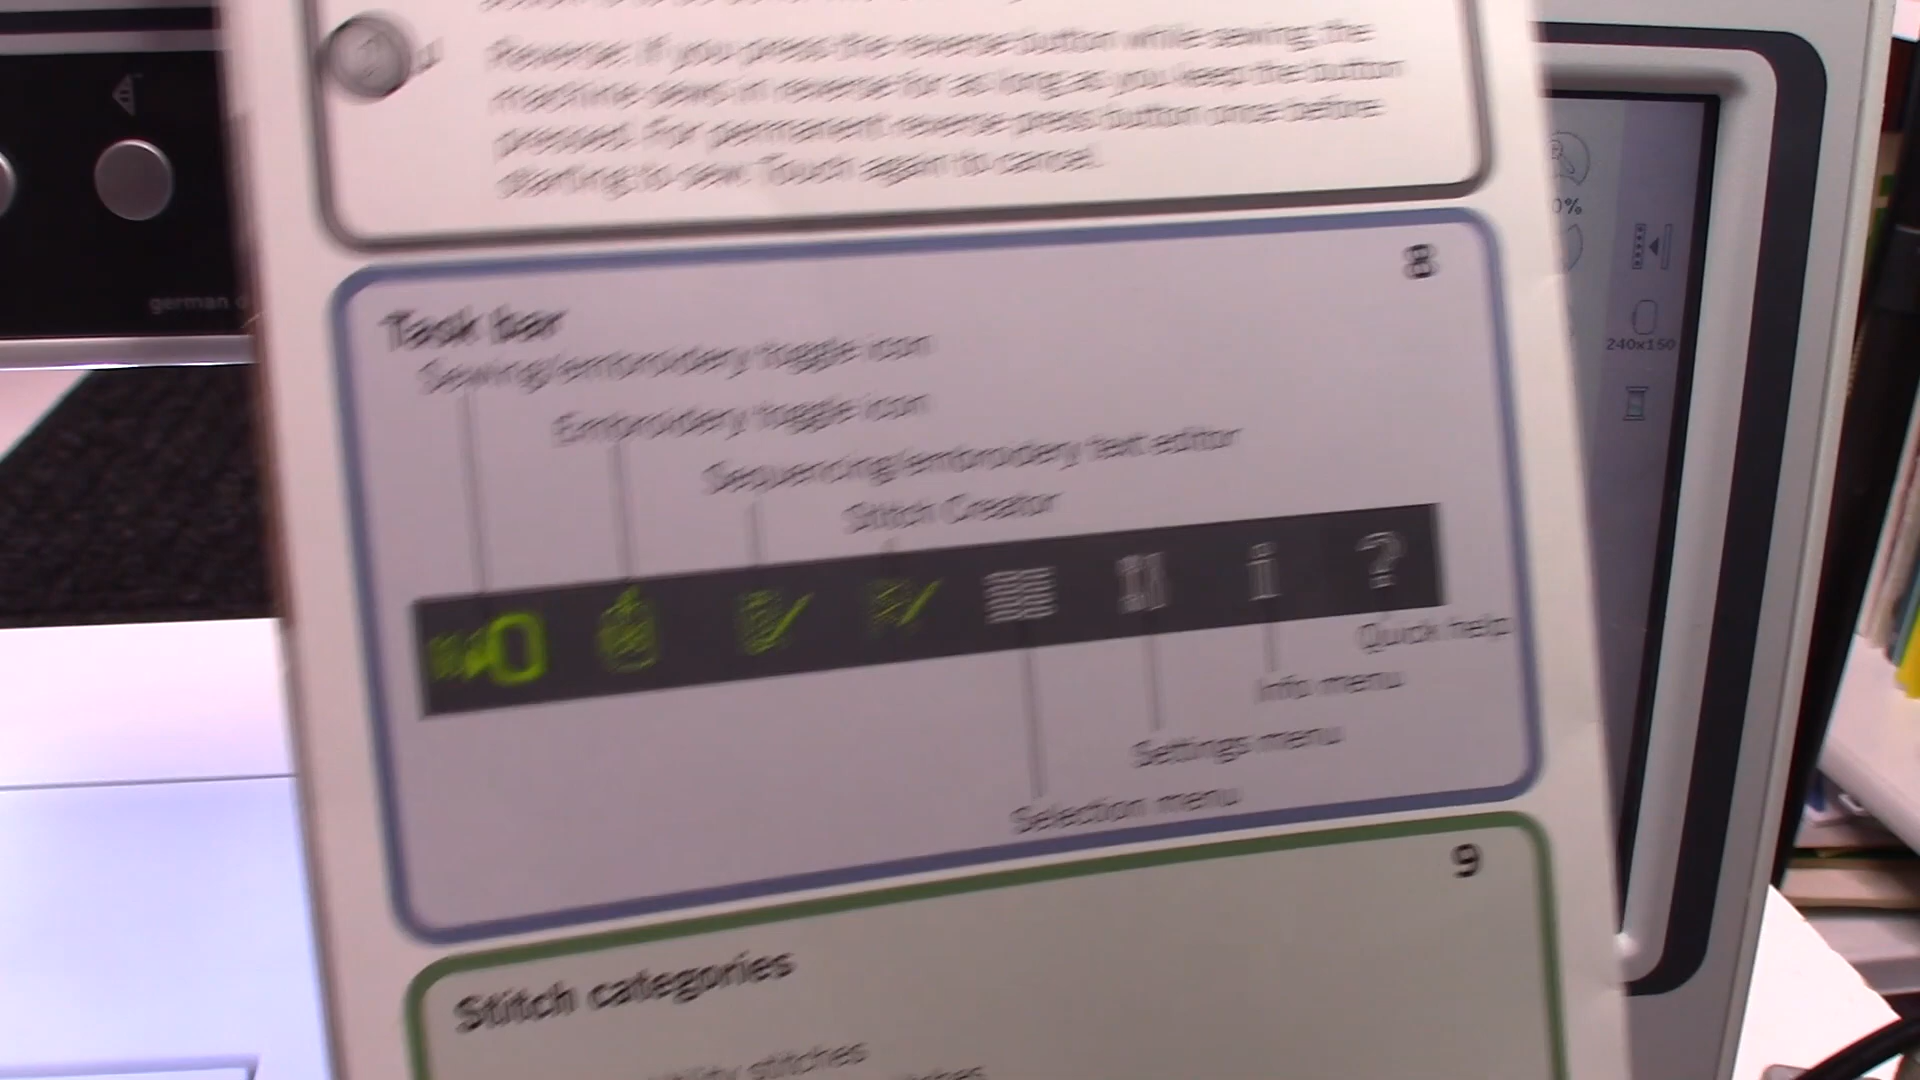 Reverse: If you press the reverse button while sewing, the
machine sews in reverse for as long as you keep the button
pressed. For permanent reverse press button once before
starting to sew. Touch again to cancel.
8
Task bar
Sewing/embroidery toggle icon
Embroidery toggle icon
Sequencing/embroidery text editor
Stitch Creator
i
?
Quick help
Info menu
Settings menu
Selection menu
9
Stitch categories
stitches
german
0%
240x150